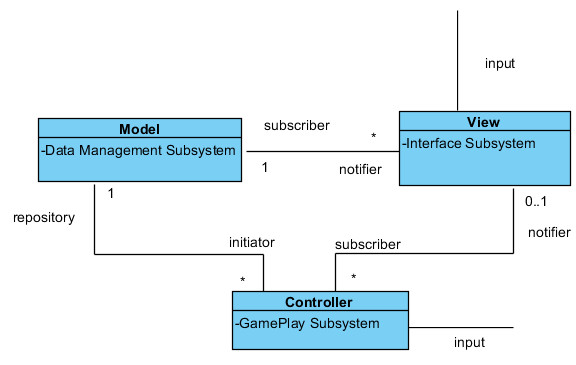 input
Model
-Data Management Subsystem
subscriber
*
View
-Interface Subsystem
1
notifier
1
repository
0..1
notifier
initiator
subscriber
*
*
Controller
-GamePlay Subsystem
input